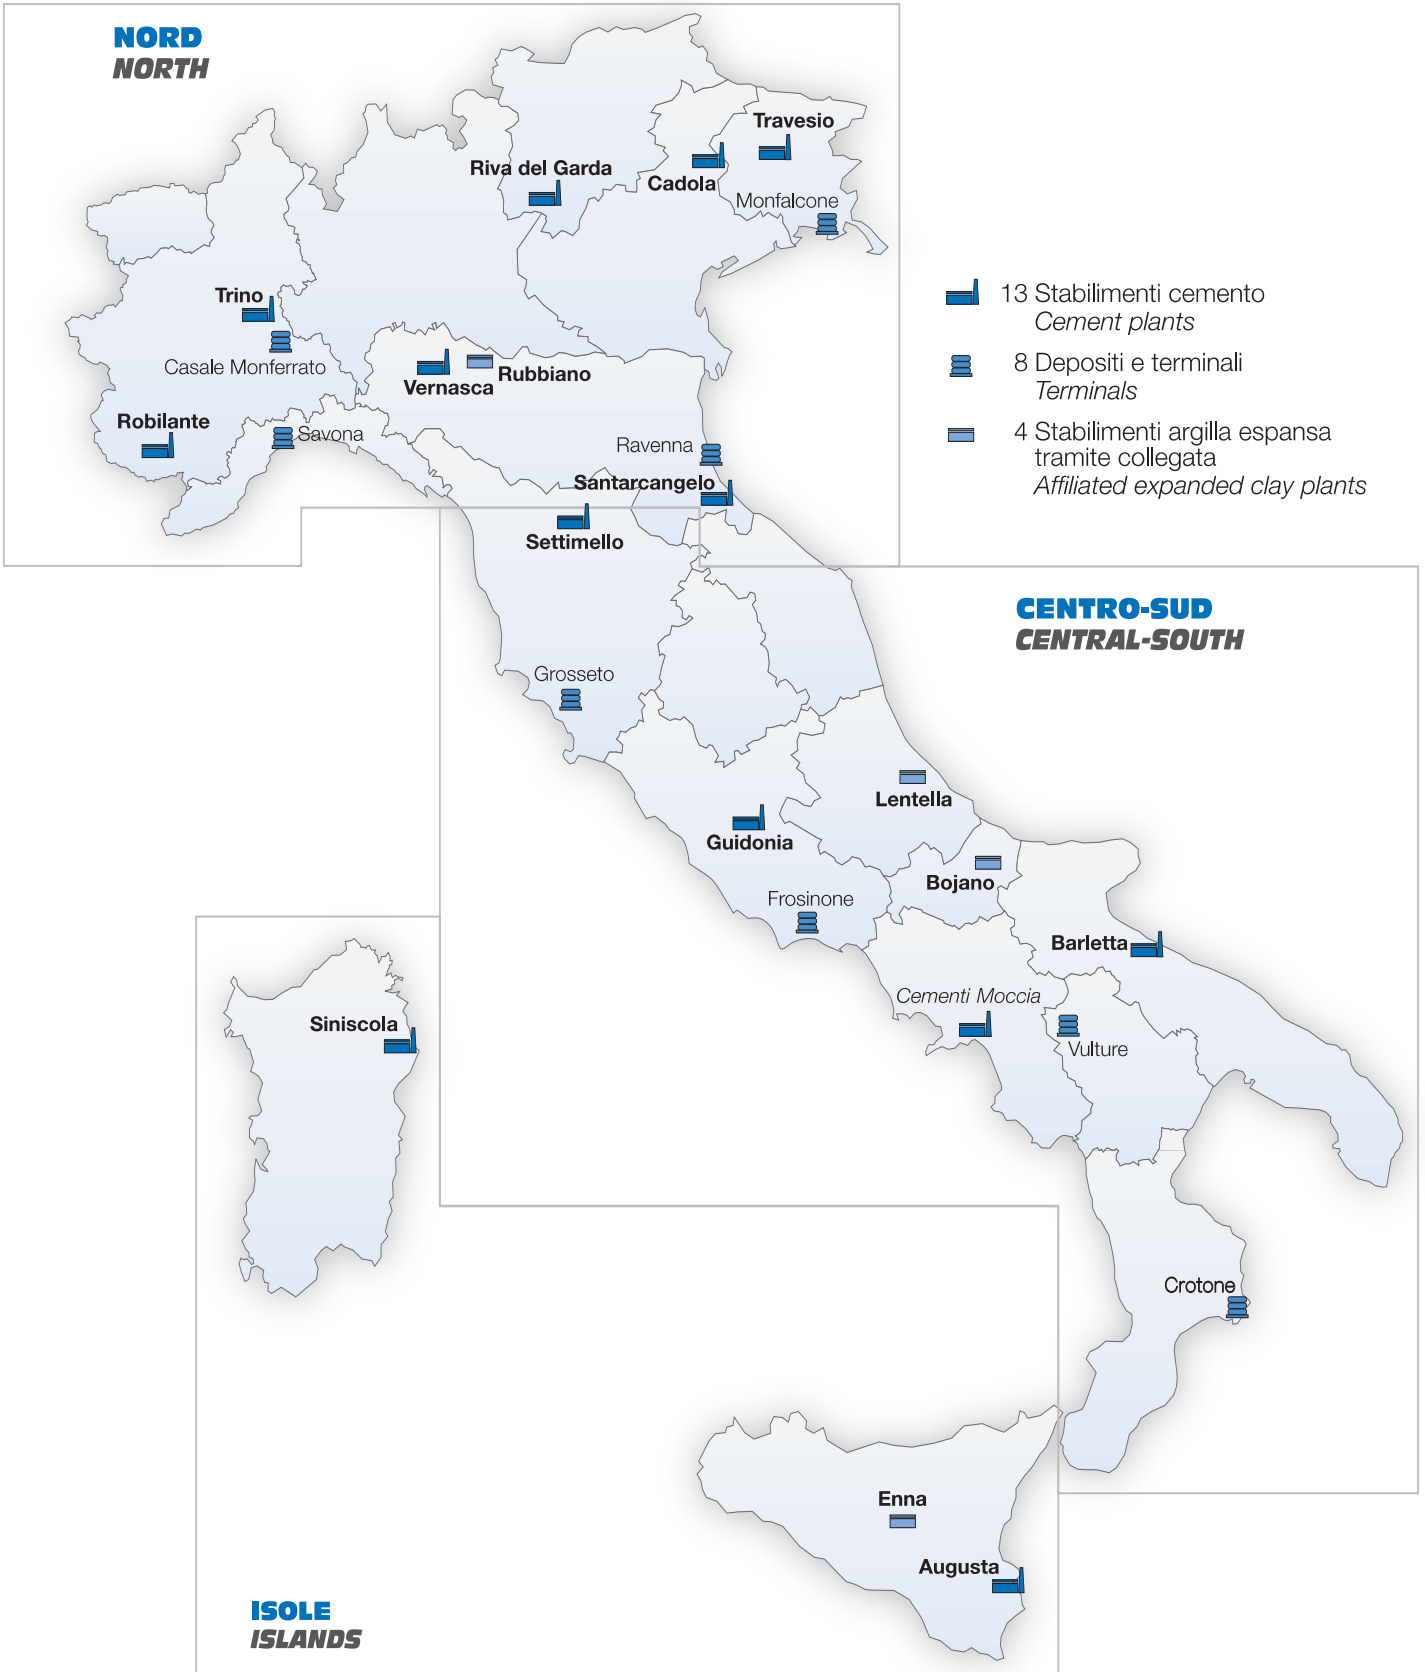 NORD
NORTH
Travesio
Riva del Garda
Cadola
Monfalcone
Trino
Casale Monferrato
Vernasca
Rubbiano
Robilante
Savona
Ravenna
Santarcangelo
Settimello
13 Stabilimenti cemento
Cement plants
8 Depositi e terminali
Terminals
4 Stabilimenti argilla espansa
tramite collegata
Affiliated expanded clay plants
CENTRO-SUD
CENTRAL-SOUTH
Grosseto
Lentella
Guidonia
Bojano
Frosinone
Barletta
Cementi Moccia
Vulture
Siniscola
Crotone
Enna
Augusta
ISOLE
ISLANDS